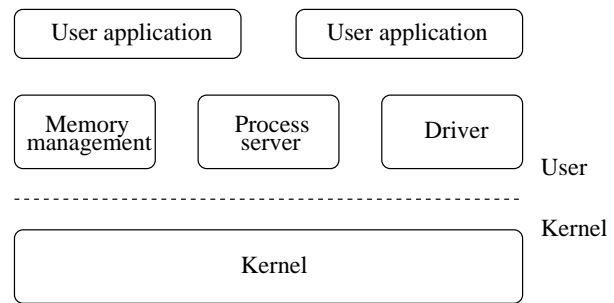 User application
User application
Memory
management
Process
server
Driver
User
Kernel
Kernel